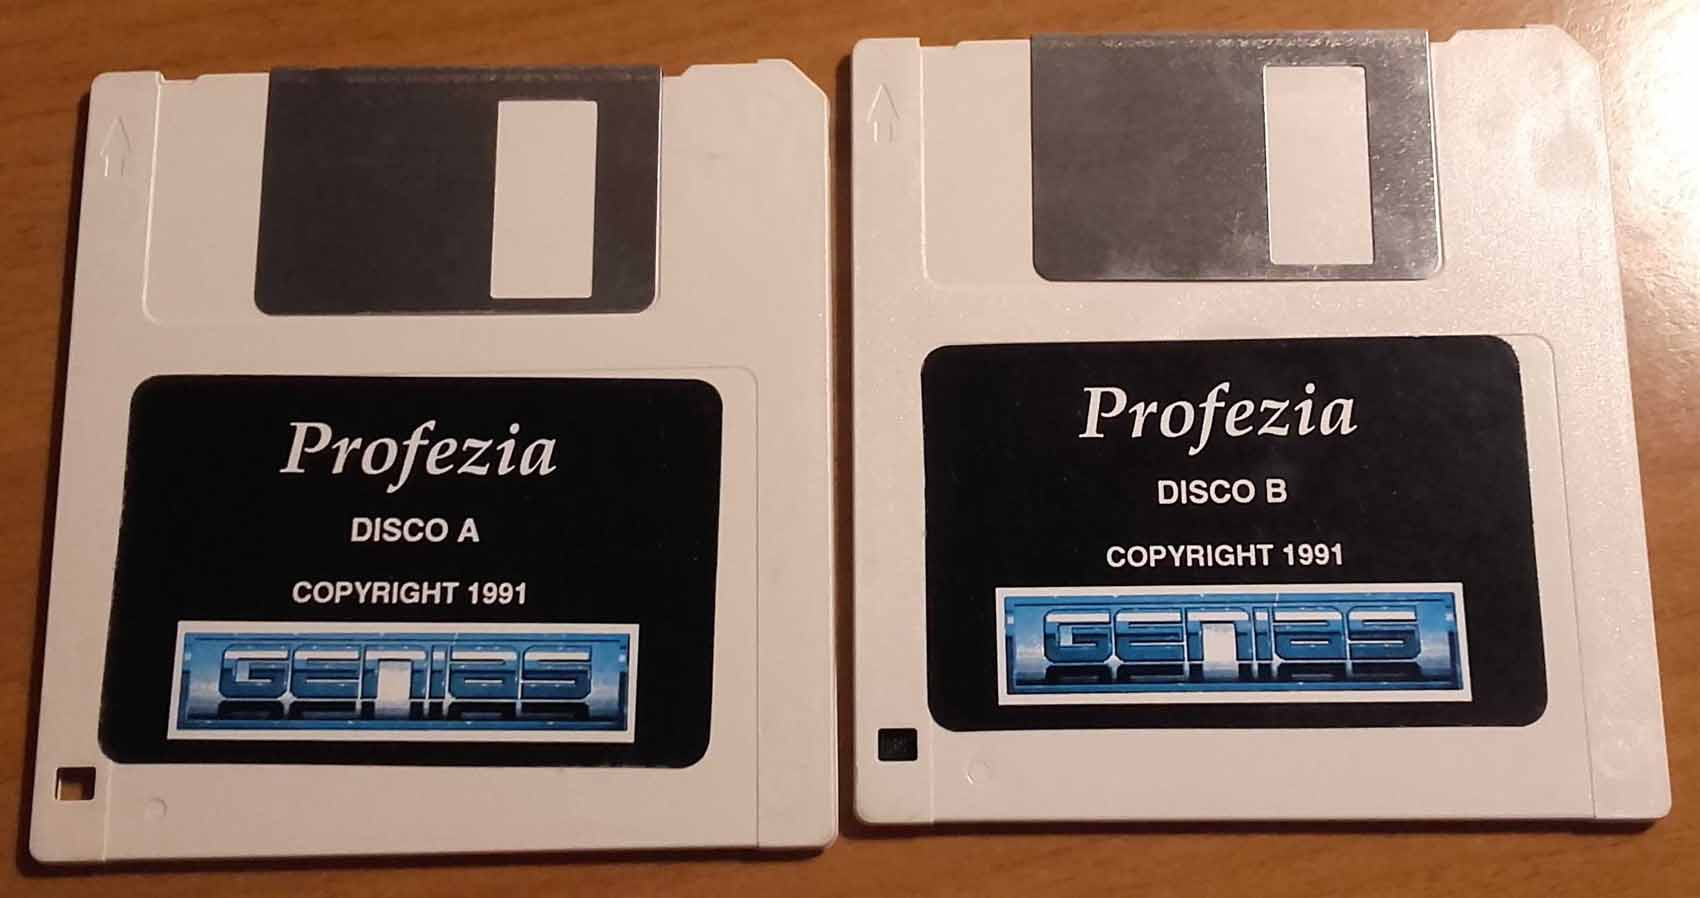 Profezia
DISCO A
COPYRIGHT 1991
GENIAS
Profezia
DISCO B
COPYRIGHT 1991
GENIAS